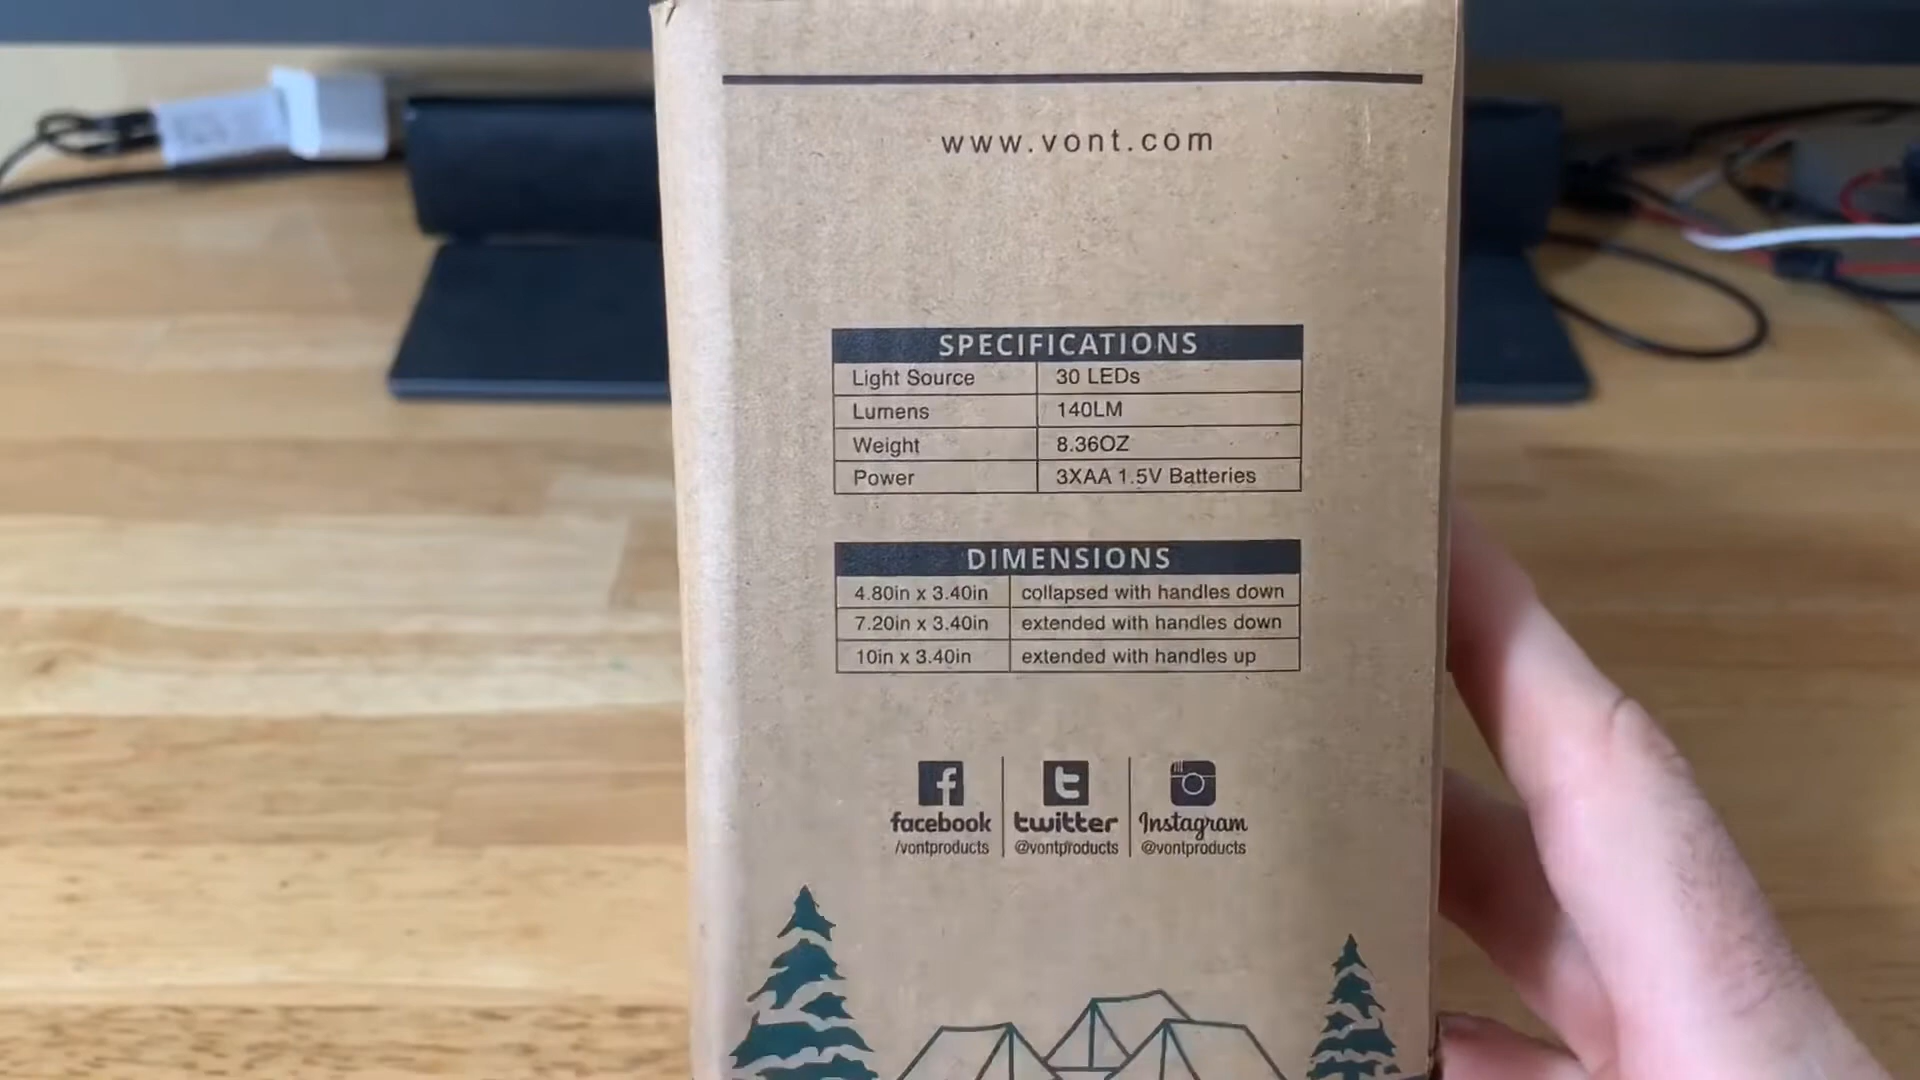 www.vont.com
SPECIFICATIONS
Light Source 30 LEDs
Lumens 140LM
Weight 8.36OZ
Power 3XAA 1.5V Batteries
DIMENSIONS
4.80in x 3.40in collapsed with handles down
7.20in x 3.40in extended with handles down
10in x 3.40in extended with handles up
facebook twitter Instagram
/vontproducts @vontproducts @vontproducts